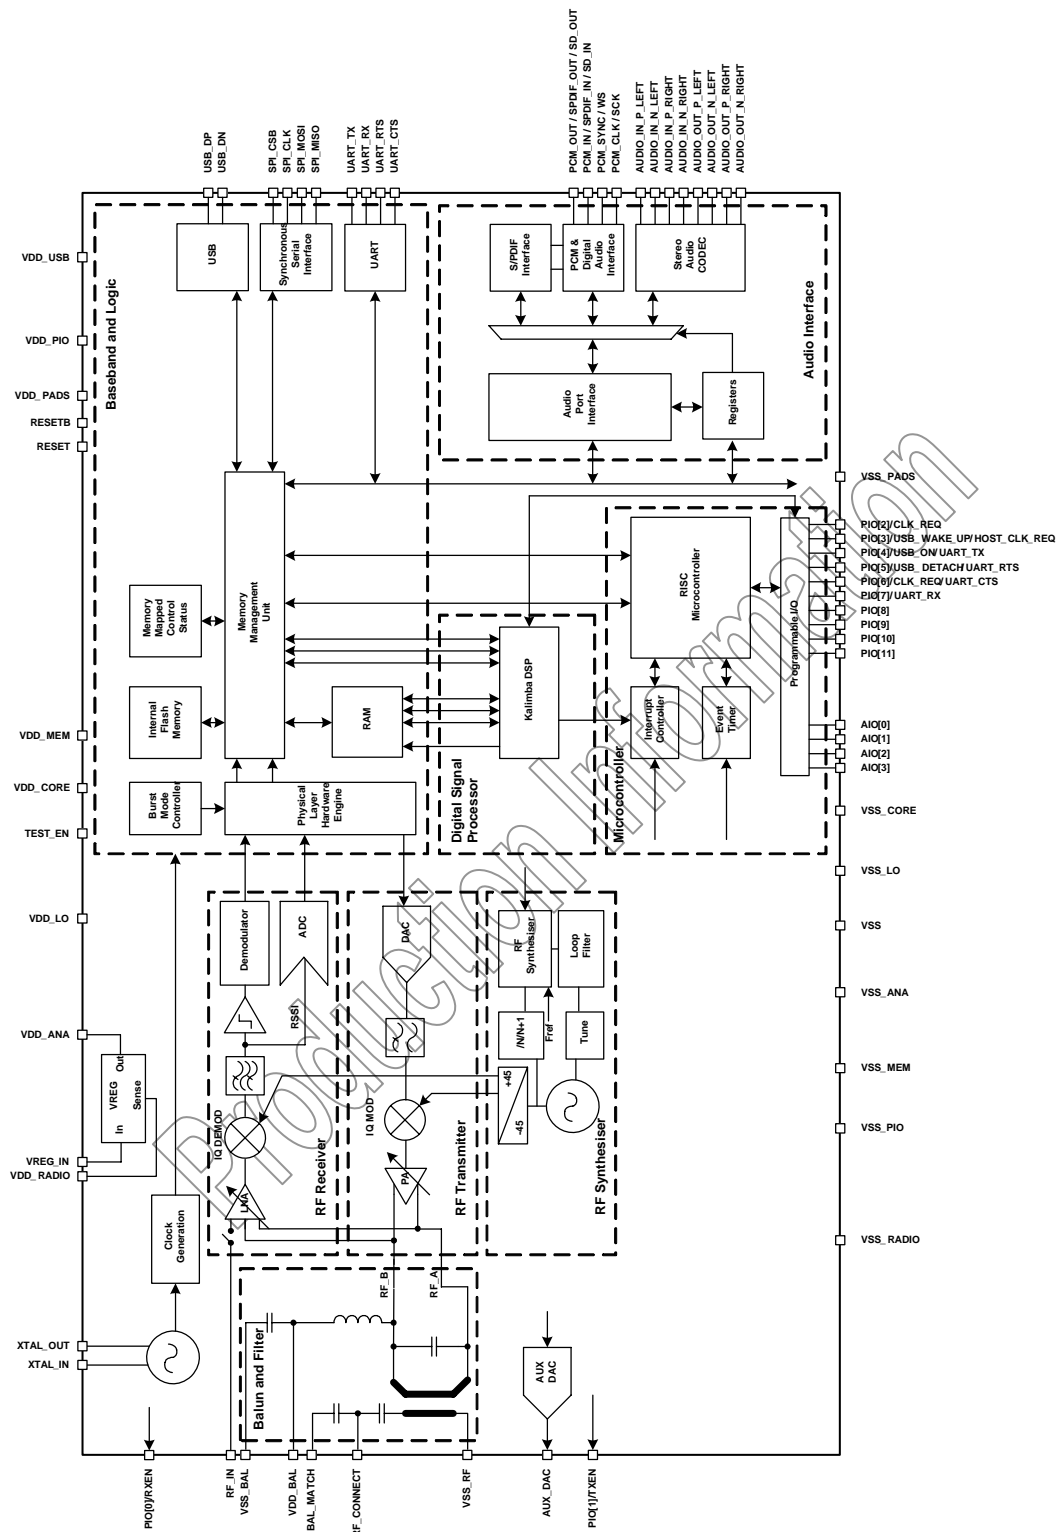 USB_DP
USB_DN
SPI_CSB
SPI_CLK
SPI_MOSI
SPI_MISO
UART_TX
UART_RX
UART_RTS
UART_CTS
PCM_OUT / SPDIF_OUT / SD_OUT
PCM_IN / SPDIF_IN / SD_IN
PCM_SYNC / WS
PCM_CLK / SCK
AUDIO_IN_P_LEFT
AUDIO_IN_N_LEFT
AUDIO_IN_P_RIGHT
AUDIO_IN_N_RIGHT
AUDIO_OUT_P_LEFT
AUDIO_OUT_N_LEFT
AUDIO_OUT_P_RIGHT
AUDIO_OUT_N_RIGHT
VDD_USB
VDD_PIO
VDD_PADS
RESETB
RESET
VDD_MEM
VDD_CORE
TEST_EN
VDD_LO
VDD_ANA
VREG_IN
VDD_RADIO
XTAL_OUT
XTAL_IN
Baseband and Logic
USB
Synchronous
Serial
Interface
UART
Memory
Mapped
Control
Status
Memory
Management
Unit
Internal
Flash
Memory
RAM
Burst
Mode
Controller
Physical
Layer
Hardware
Engine
Audio Interface
S/PDIF
Interface
PCM &
Digital
Audio
Interface
Stereo
Audio
CODEC
Audio
Port
Interface
Registers
Digital Signal
Processor
Kalimba DSP
Microcontroller
RISC
Microcontroller
Interrupt
Controller
Event
Timer
Programmable I/O
VSS_PADS
PIO[2]/CLK_REQ
PIO[3]/USB_WAKE_UP/HOST_CLK_REQ
PIO[4]/USB_ON/UART_TX
PIO[5]/USB_DETACH/UART_RTS
PIO[6]/CLK_REQ/UART_CTS
PIO[7]/UART_RX
PIO[8]
PIO[9]
PIO[10]
PIO[11]
AIO[0]
AIO[1]
AIO[2]
AIO[3]
VSS_CORE
VSS_LO
VSS
VSS_ANA
VSS_MEM
VSS_PIO
VSS_RADIO
RF Receiver
Demodulator
ADC
RSSI
IQ DEMOD
LNA
RF Transmitter
DAC
IQ MOD
PA
RF Synthesiser
RF
Synthesiser
Loop
Filter
/N/N+1
Fref
Tune
+45
-45
VREG
In
Out
Sense
Clock
Generation
Balun and Filter
RF_B
RF_A
AUX
DAC
PIO[0]/RXEN
RF_IN
VSS_BAL
VDD_BAL
BAL_MATCH
RF_CONNECT
VSS_RF
AUX_DAC
PIO[1]/TXEN
Production Information